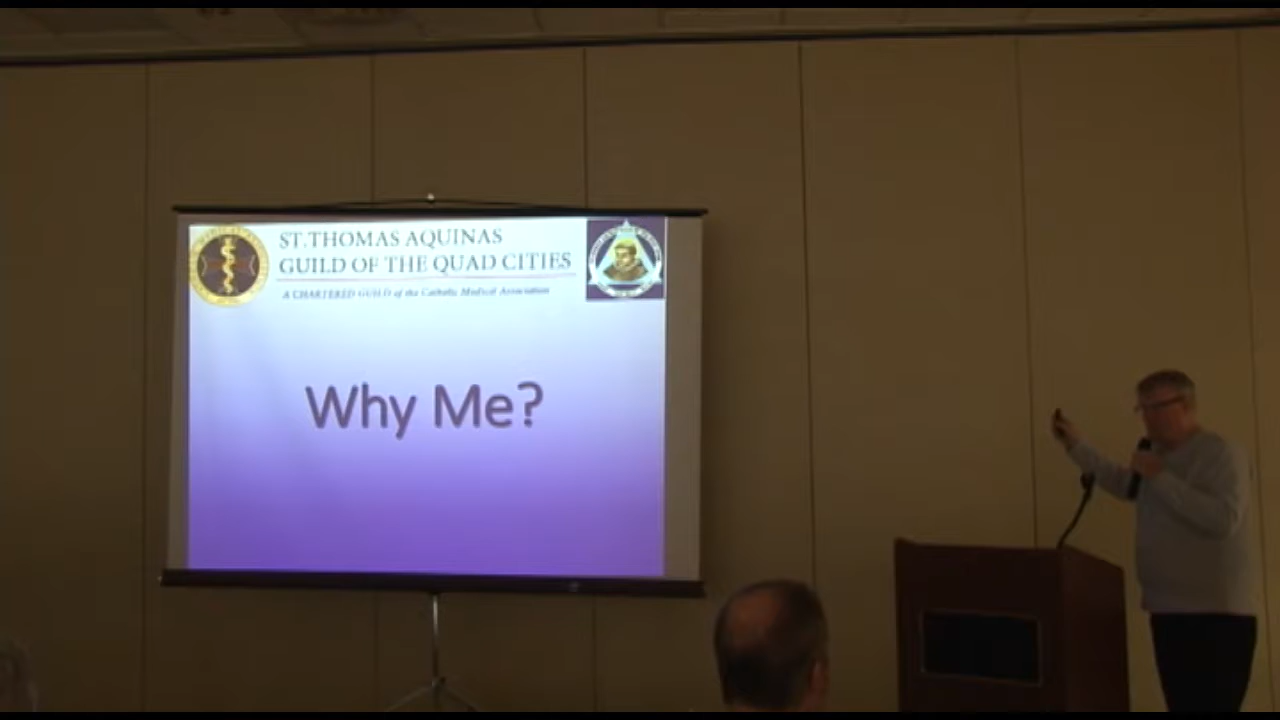 ST. THOMAS AQUINAS
GUILD OF THE QUAD CITIES
A CHARTERED GUILD of the Catholic Medical Association
Why Me?